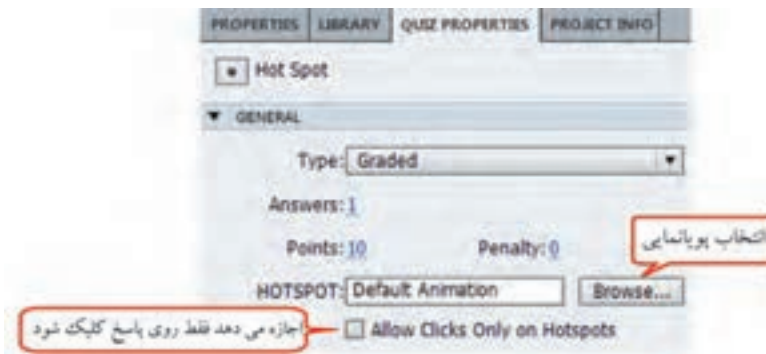 PROPERTIES LIBRARY QUIZ PROPERTIES PROJECT INFO
Hot Spot
GENERAL
Type: Graded
Answers: 1
Points: 10 Penalty: 0
انتخاب پویانمایی
HOTSPOT: Default Animation Browse...
اجازه می دهد فقط روی پاسخ کلیک شود
Allow Clicks Only on Hotspots